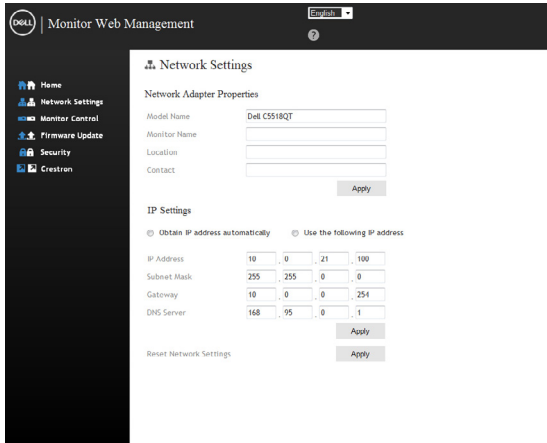 DELL
Monitor Web Management
English
?
Home
Network Settings
Monitor Control
Firmware Update
Security
Crestron
Network Settings
Network Adapter Properties
Model Name Dell C5518QT
Monitor Name
Location
Contact
Apply
IP Settings
Obtain IP address automatically Use the following IP address
IP Address 10 . 0 . 21 . 100
Subnet Mask 255 . 255 . 0 . 0
Gateway 10 . 0 . 0 . 254
DNS Server 168 . 95 . 0 . 1
Apply
Reset Network Settings Apply